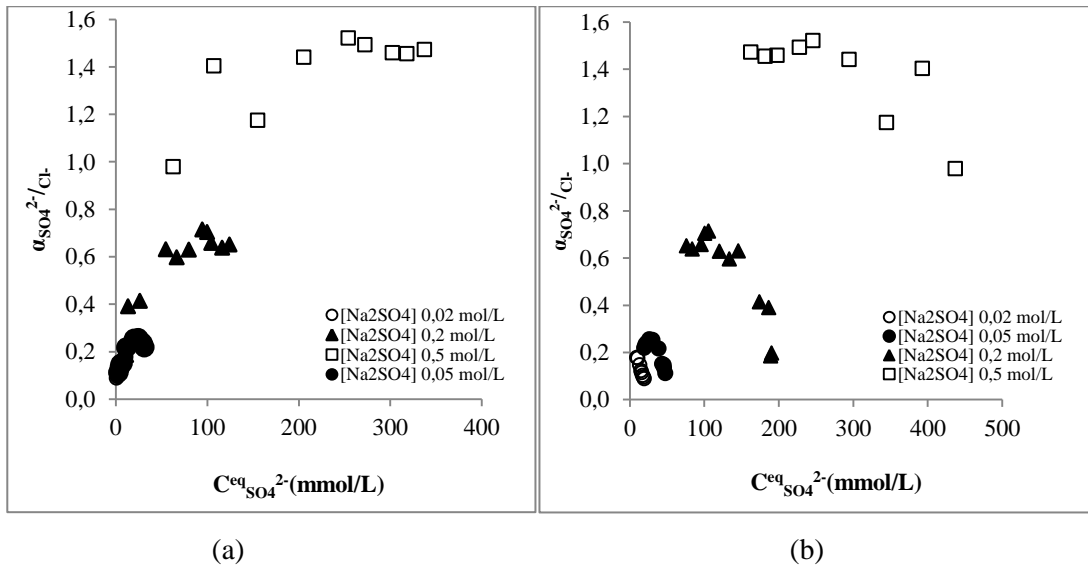 1,6
1,4
1,2
1,0
0,8
0,6
0,4
0,2
0,0
αSO4²⁻/Cl-
[Na2SO4] 0,02 mol/L
[Na2SO4] 0,2 mol/L
[Na2SO4] 0,5 mol/L
[Na2SO4] 0,05 mol/L
0 100 200 300 400
C^eq SO4²⁻(mmol/L)
(a)
1,6
1,4
1,2
1,0
0,8
0,6
0,4
0,2
0,0
αSO4²⁻/Cl-
[Na2SO4] 0,02 mol/L
[Na2SO4] 0,05 mol/L
[Na2SO4] 0,2 mol/L
[Na2SO4] 0,5 mol/L
0 100 200 300 400 500
C^eq SO4²⁻(mmol/L)
(b)